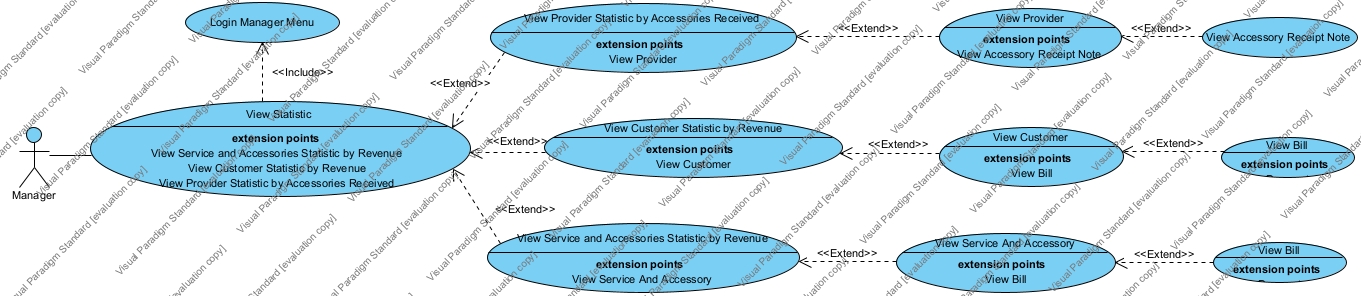 Login Manager Menu
<<Include>>
View Statistic
extension points
View Service and Accessories Statistic by Revenue
View Customer Statistic by Revenue
View Provider Statistic by Accessories Received
Manager
<<Extend>>
View Provider Statistic by Accessories Received
extension points
View Provider
<<Extend>>
View Provider
extension points
View Accessory Receipt Note
<<Extend>>
View Accessory Receipt Note
<<Extend>>
View Customer Statistic by Revenue
extension points
View Customer
<<Extend>>
View Customer
extension points
View Bill
<<Extend>>
View Bill
extension points
<<Extend>>
View Service and Accessories Statistic by Revenue
extension points
View Service And Accessory
<<Extend>>
View Service And Accessory
extension points
View Bill
<<Extend>>
View Bill
extension points
Visual Paradigm Standard [evaluation copy]